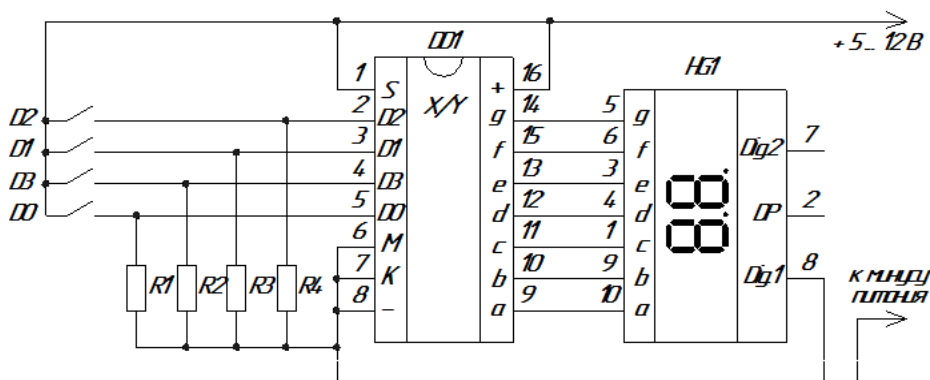 + 5... 12 В
DD1
HG1
X/Y
D2
D1
D3
D0
1 S
2 D2
3 D1
4 D3
5 D0
6 M
7 K
8 –
+ 16
g 14
f 15
e 13
d 12
c 11
b 10
a 9
5 g
6 f
3 e
4 d
1 c
9 b
10 a
Dig2 7
DP 2
Dig1 8
R1 R2 R3 R4
к минусу
питания